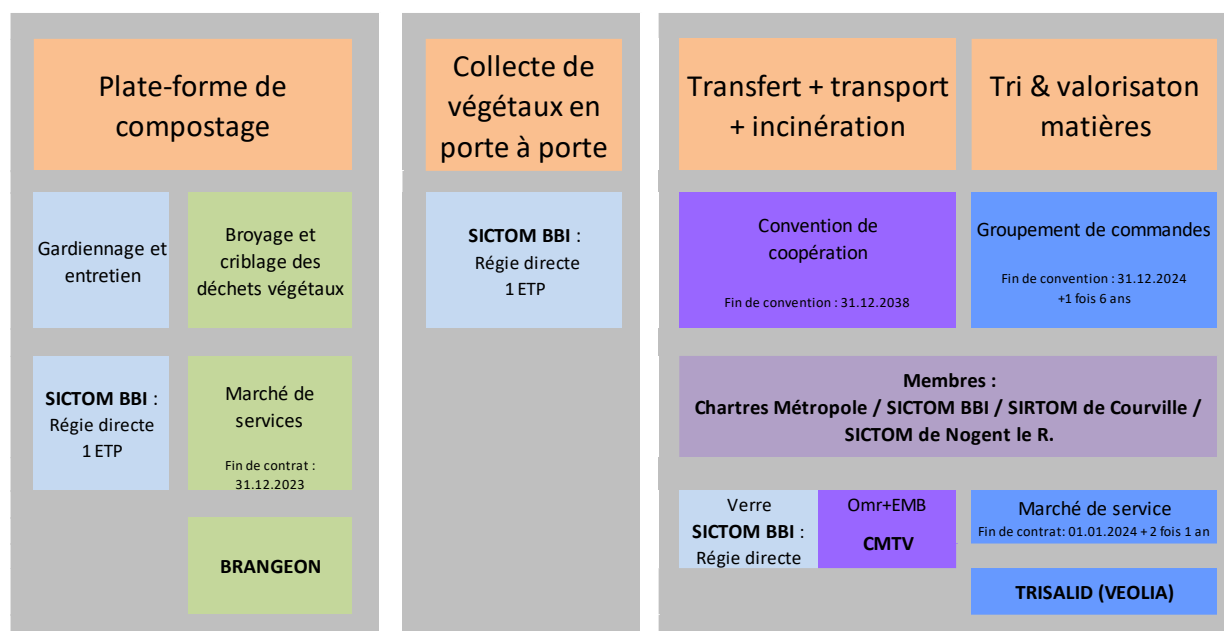 Plate-forme de
compostage
Gardiennage et
entretien
Broyage et
criblage des
déchets végétaux
SICTOM BBI :
Régie directe
1 ETP
Marché de
services
Fin de contrat :
31.12.2023
BRANGEON
Collecte de
végétaux en
porte à porte
SICTOM BBI :
Régie directe
1 ETP
Transfert + transport
+ incinération
Tri & valorisaton
matières
Convention de
coopération
Fin de convention : 31.12.2038
Groupement de commandes
Fin de convention : 31.12.2024
+1 fois 6 ans
Membres :
Chartres Métropole / SICTOM BBI / SIRTOM de Courville /
SICTOM de Nogent le R.
Verre
SICTOM BBI :
Régie directe
Omr+EMB
CMTV
Marché de service
Fin de contrat: 01.01.2024 + 2 fois 1 an
TRISALID (VEOLIA)